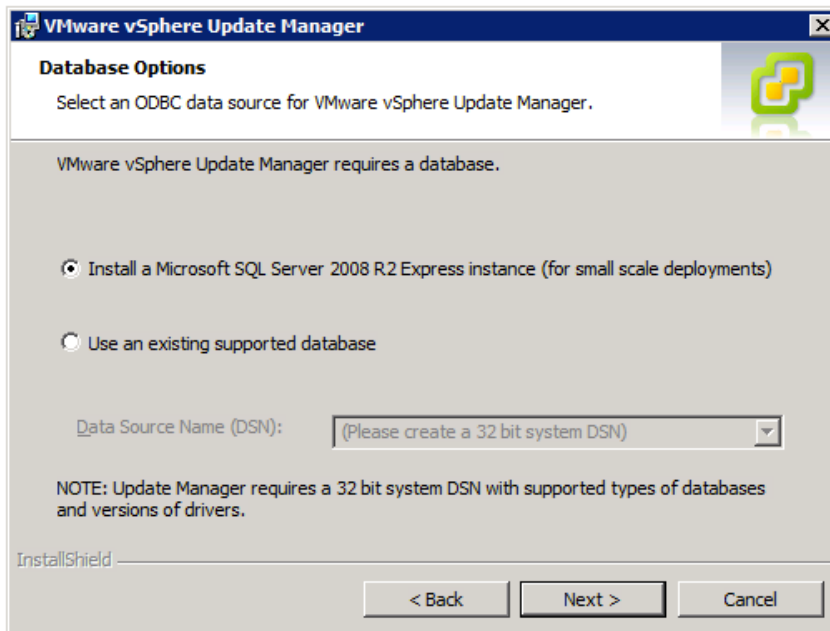 VMware vSphere Update Manager
Database Options
Select an ODBC data source for VMware vSphere Update Manager.
VMware vSphere Update Manager requires a database.
Install a Microsoft SQL Server 2008 R2 Express instance (for small scale deployments)
Use an existing supported database
Data Source Name (DSN):
(Please create a 32 bit system DSN)
NOTE: Update Manager requires a 32 bit system DSN with supported types of databases
and versions of drivers.
InstallShield
< Back
Next >
Cancel